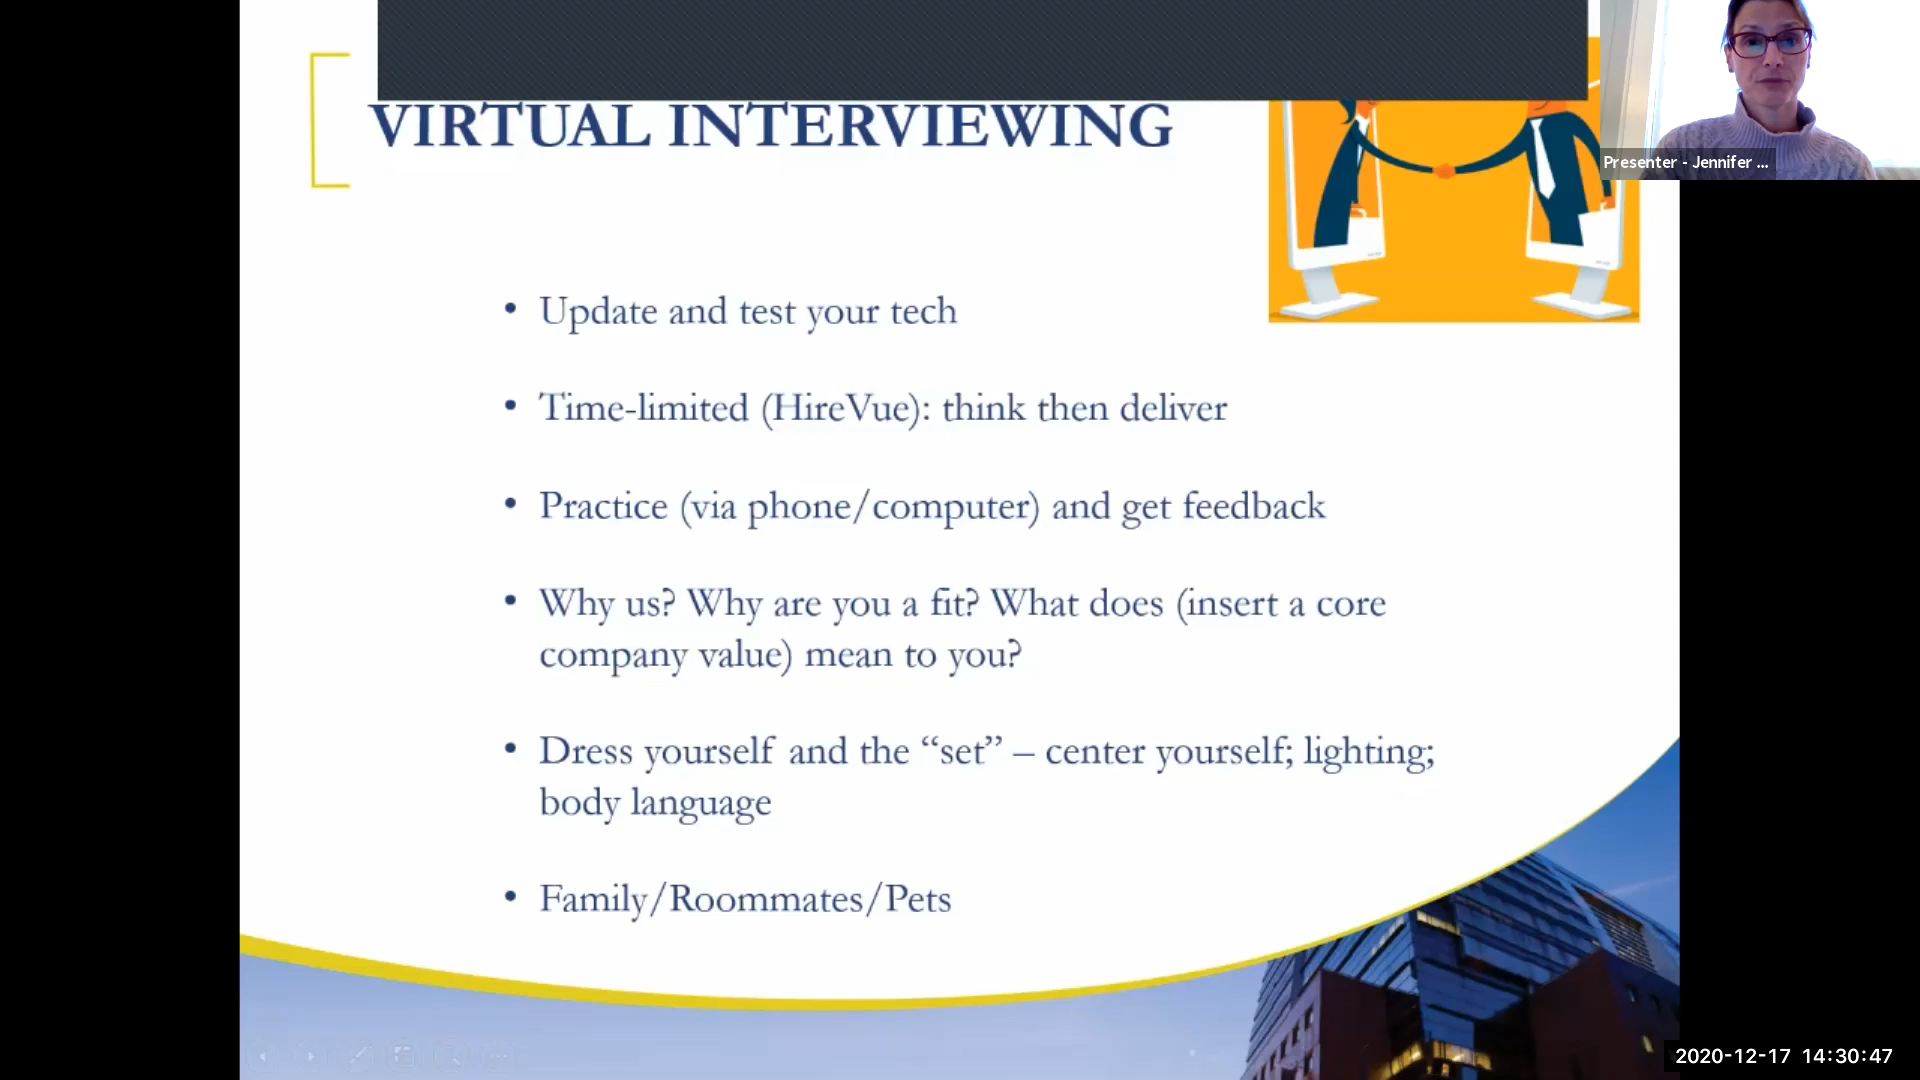 VIRTUAL INTERVIEWING
Presenter - Jennifer ...
• Update and test your tech
• Time-limited (HireVue): think then deliver
• Practice (via phone/computer) and get feedback
• Why us? Why are you a fit? What does (insert a core
company value) mean to you?
• Dress yourself and the “set” – center yourself; lighting;
body language
• Family/Roommates/Pets
2020-12-17 14:30:47